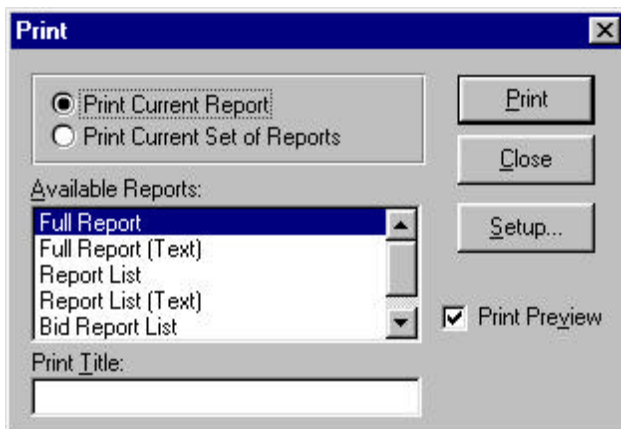 Print
Print Current Report
Print Current Set of Reports
Print
Close
Available Reports:
Full Report
Full Report (Text)
Report List
Report List (Text)
Bid Report List
Setup...
Print Preview
Print Title: